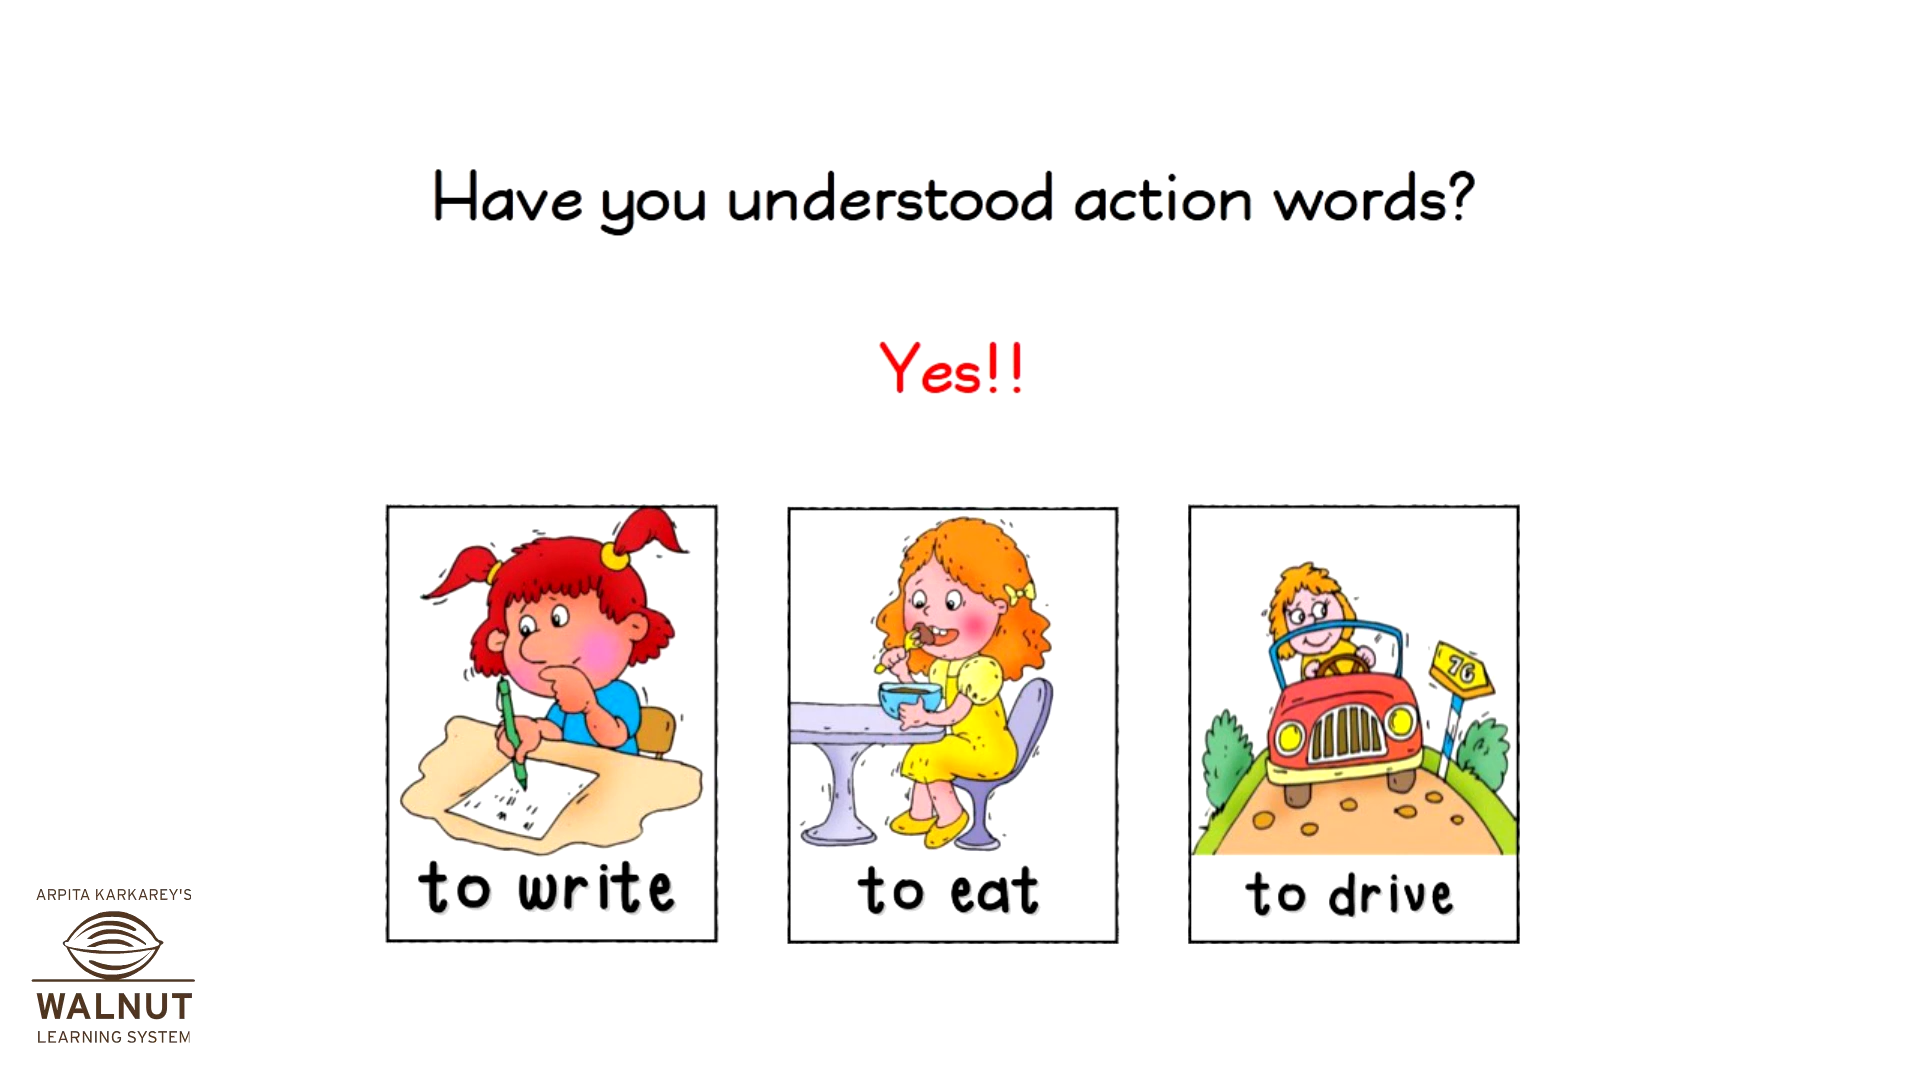 Have you understood action words?
Yes!!
76
to write
to eat
to drive
ARPITA KARKAREY'S
WALNUT
LEARNING SYSTEM